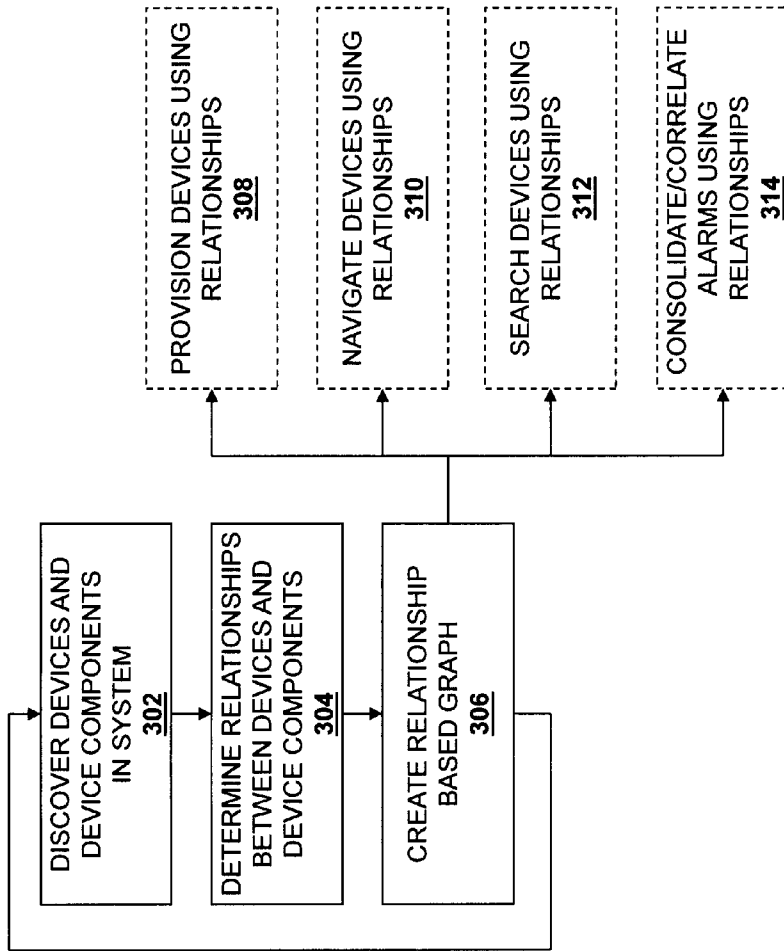 DISCOVER DEVICES AND
DEVICE COMPONENTS
IN SYSTEM
302
DETERMINE RELATIONSHIPS
BETWEEN DEVICES AND
DEVICE COMPONENTS
304
CREATE RELATIONSHIP
BASED GRAPH
306
PROVISION DEVICES USING
RELATIONSHIPS
308
NAVIGATE DEVICES USING
RELATIONSHIPS
310
SEARCH DEVICES USING
RELATIONSHIPS
312
CONSOLIDATE/CORRELATE
ALARMS USING
RELATIONSHIPS
314